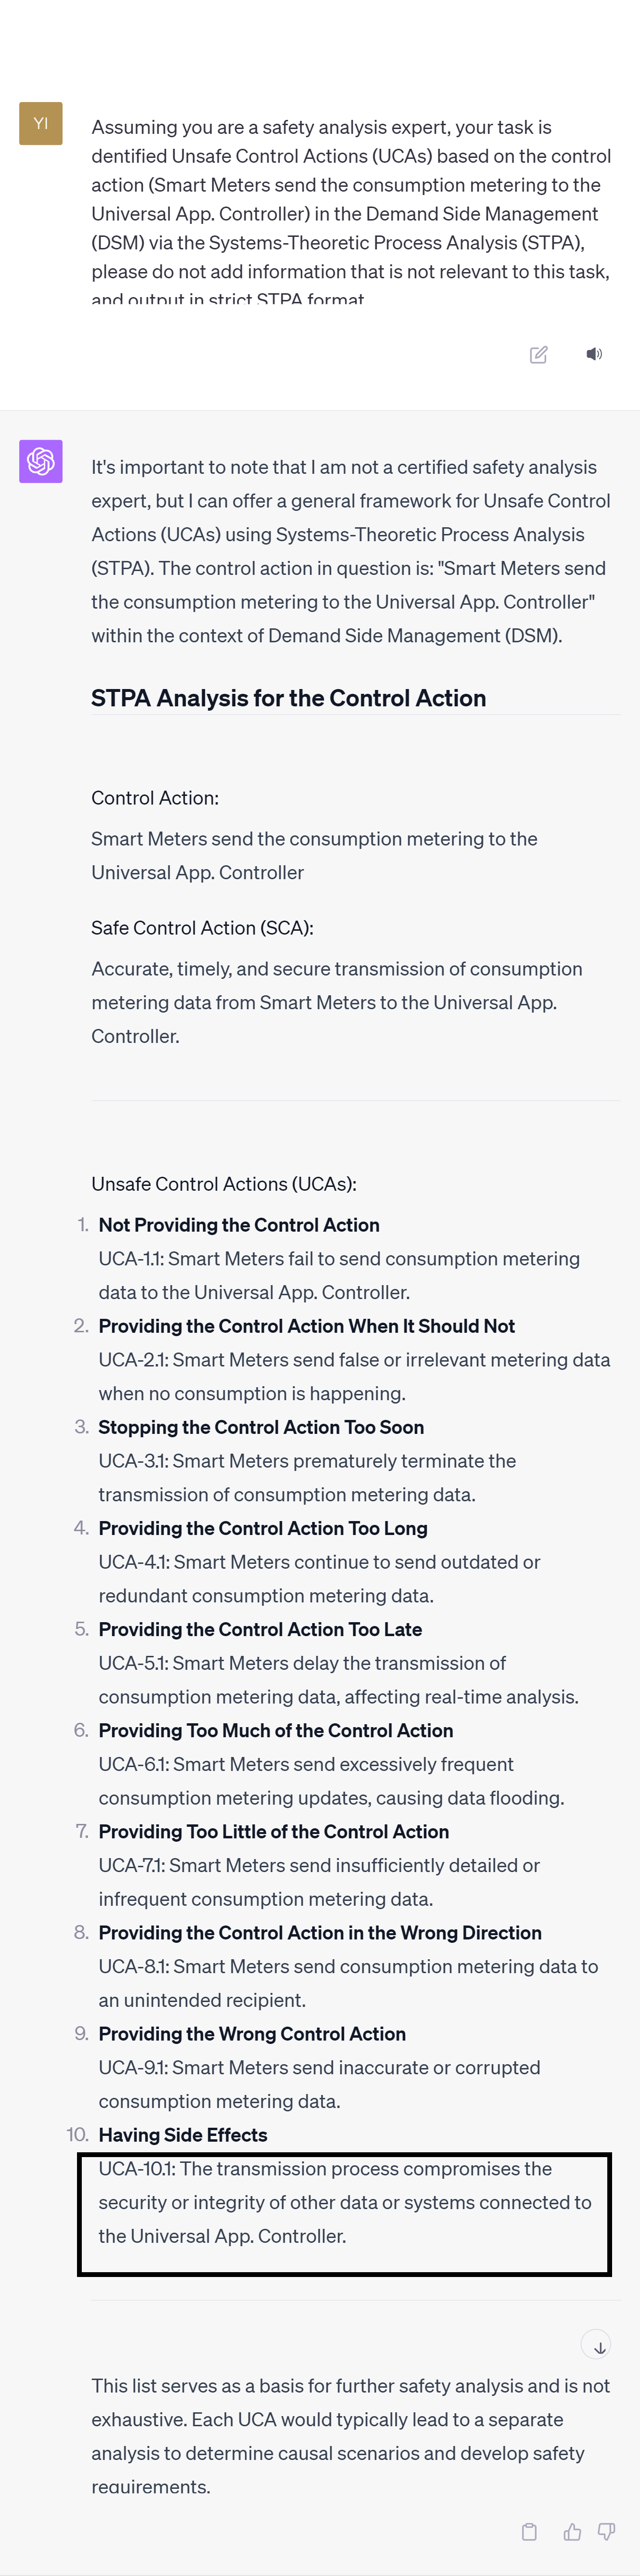 YI
Assuming you are a safety analysis expert, your task is
dentified Unsafe Control Actions (UCAs) based on the control
action (Smart Meters send the consumption metering to the
Universal App. Controller) in the Demand Side Management
(DSM) via the Systems-Theoretic Process Analysis (STPA),
please do not add information that is not relevant to this task,
and output in strict STPA format
It's important to note that I am not a certified safety analysis
expert, but I can offer a general framework for Unsafe Control
Actions (UCAs) using Systems-Theoretic Process Analysis
(STPA). The control action in question is: "Smart Meters send
the consumption metering to the Universal App. Controller"
within the context of Demand Side Management (DSM).
STPA Analysis for the Control Action
Control Action:
Smart Meters send the consumption metering to the
Universal App. Controller
Safe Control Action (SCA):
Accurate, timely, and secure transmission of consumption
metering data from Smart Meters to the Universal App.
Controller.
Unsafe Control Actions (UCAs):
1. Not Providing the Control Action
UCA-1.1: Smart Meters fail to send consumption metering
data to the Universal App. Controller.
2. Providing the Control Action When It Should Not
UCA-2.1: Smart Meters send false or irrelevant metering data
when no consumption is happening.
3. Stopping the Control Action Too Soon
UCA-3.1: Smart Meters prematurely terminate the
transmission of consumption metering data.
4. Providing the Control Action Too Long
UCA-4.1: Smart Meters continue to send outdated or
redundant consumption metering data.
5. Providing the Control Action Too Late
UCA-5.1: Smart Meters delay the transmission of
consumption metering data, affecting real-time analysis.
6. Providing Too Much of the Control Action
UCA-6.1: Smart Meters send excessively frequent
consumption metering updates, causing data flooding.
7. Providing Too Little of the Control Action
UCA-7.1: Smart Meters send insufficiently detailed or
infrequent consumption metering data.
8. Providing the Control Action in the Wrong Direction
UCA-8.1: Smart Meters send consumption metering data to
an unintended recipient.
9. Providing the Wrong Control Action
UCA-9.1: Smart Meters send inaccurate or corrupted
consumption metering data.
10. Having Side Effects
UCA-10.1: The transmission process compromises the
security or integrity of other data or systems connected to
the Universal App. Controller.
This list serves as a basis for further safety analysis and is not
exhaustive. Each UCA would typically lead to a separate
analysis to determine causal scenarios and develop safety
requirements.